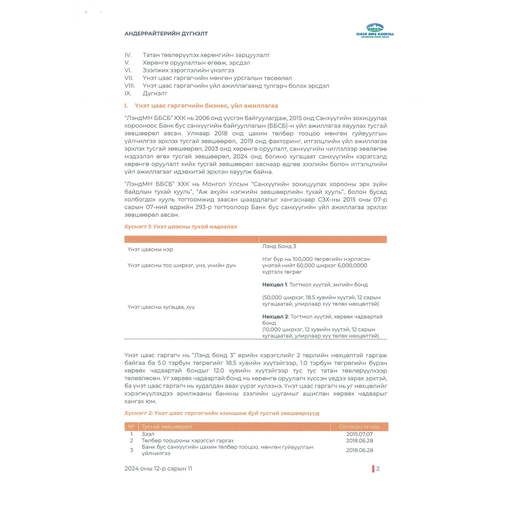 АНДЕРРАЙТЕРИЙН ДҮГНЭЛТ
IV. Татан төвлөрүүлэх хөрөнгийн зарцуулалт
V. Хөрөнгө оруулалтын өгөөж, эрсдэл
VI. Зээлжих зэрэглэлийн үнэлгээ
VII. Үнэт цаас гаргагчийн мөнгөн урсгалын төсөөлөл
VIII. Үнэт цаас гаргагчийн үйл ажиллагаанд тулгарч болох эрсдэл
IX. Дүгнэлт
I. Үнэт цаас гаргагчийн бизнес, үйл ажиллагаа
"ЛэндМН ББСБ" ХХК нь 2006 онд үүсгэн байгуулагдаж, 2015 онд Санхүүгийн зохицуулах
хорооноос Банк бус санхүүгийн байгууллагын (ББСБ)-н үйл ажиллагаа явуулах тусгай
зөвшөөрөл авсан. Улмаар 2018 онд цахим төлбөр тооцоо мөнгөн гуйвуулгын
үйлчилгээ эрхлэх тусгай зөвшөөрөл, 2019 онд факторинг, итгэлцлийн үйл ажиллагаа
эрхлэх тусгай зөвшөөрөл, 2023 онд хөрөнгө оруулалт, санхүүгийн чиглэлээр зөвлөгөө
мэдээлэл өгөх тусгай зөвшөөрөл, 2024 онд богино хугацаат санхүүгийн хэрэгсэлд
хөрөнгө оруулалт хийх тусгай зөвшөөрөл авснаар өдгөө зээлийн болон итгэлцлийн
үйл ажиллагааг идэвхитэй эрхлэн явуулж байна.
"ЛэндМН ББСБ" ХХК нь Монгол Улсын "Санхүүгийн зохицуулах хорооны эрх зүйн
байдлын тухай хууль", "Аж ахуйн нэгжийн зөвшөөрлийн тухай хууль", болон бусад
холбогдох хууль тогтоомжид заасан шаардлагыг хангаснаар СЗХ-ны 2015 оны 07-р
сарын 07-ний өдрийн 293-р тогтоолоор Банк бус санхүүгийн үйл ажиллагаа эрхлэх
зөвшөөрөл авсан.
Хүснэгт 1: Үнэт цаасны тухай мэдээлэл
Үнэт цаасны нэр Лэнд Бонд 3
Үнэт цаасны тоо ширхэг, үнэ, үнийн дүн Нэг бүр нь 100,000 төгрөгийн нэрлэсэн
үнэтэй нийт 60,000 ширхэг 6,000,0000
хүртэлх төгрөг
Үнэт цаасны хугацаа, хүү Нөхцөл 1: Тогтмол хүүтэй, энгийн бонд
(50,000 ширхэг, 18.5 хувийн хүүтэй, 12 сарын
хугацаатай, улирлаар хүү төлөх нөхцөлтэй)
Нөхцөл 2: Тогтмол хүүтэй, хөрвөх чадвартай
бонд
(10,000 ширхэг, 12 хувийн хүүтэй, 12 сарын
хугацаатай, улирлаар хүү төлөх нөхцөлтэй)
Үнэт цаас гаргагч нь "Лэнд бонд 3" өрийн хэрэгслийг 2 төрлийн нөхцөлтэй гаргаж
байгаа ба 5.0 тэрбум төгрөгийг 18.5 хувийн хүүтэйгээр, 1.0 тэрбум төгрөгийн бүрэн
хөрвөх чадвартай бондыг 12.0 хувийн хүүтэйгээр тус тус татан төвлөрүүлэхээр
төлөвлөсөн. Уг хөрвөх чадвартай бонд нь хөрөнгө оруулагч хүссэн үедээ зарах эрхтэй,
ба үнэт цаас гаргагч нь худалдан авах үүрэг хүлээнэ. Үнэт цаас гаргагч нь уг нөхцөлийг
хэрэгжүүлэхдээ арилжааны банкны зээлийн шугамыг ашиглан хөрвөх чадварыг
хангах юм.
Хүснэгт 2: Үнэт цаас гаргагчийн эзэмшиж буй тусгай зөвшөөрлүүд
№ Тусгай зөвшөөрөл Олгосон огноо
1 Зээл 2015.07.07
2 Төлбөр тооцооны хэрэгсэл гаргах 2018.06.28
3 Банк бус санхүүгийн цахим төлбөр тооцоо, мөнгөн гуйвуулгын
үйлчилгээ 2018.06.28
2024 оны 12-р сарын 11 2